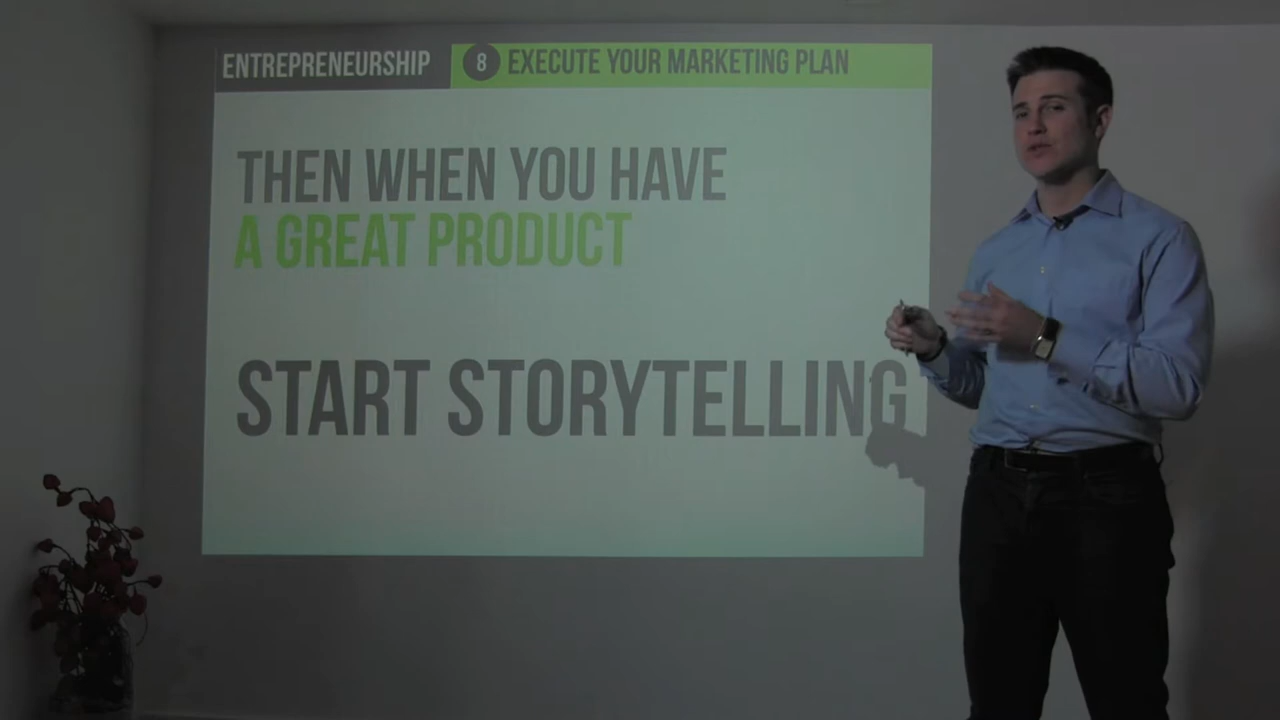 ENTREPRENEURSHIP
8 EXECUTE YOUR MARKETING PLAN
THEN WHEN YOU HAVE
A GREAT PRODUCT
START STORYTELLING